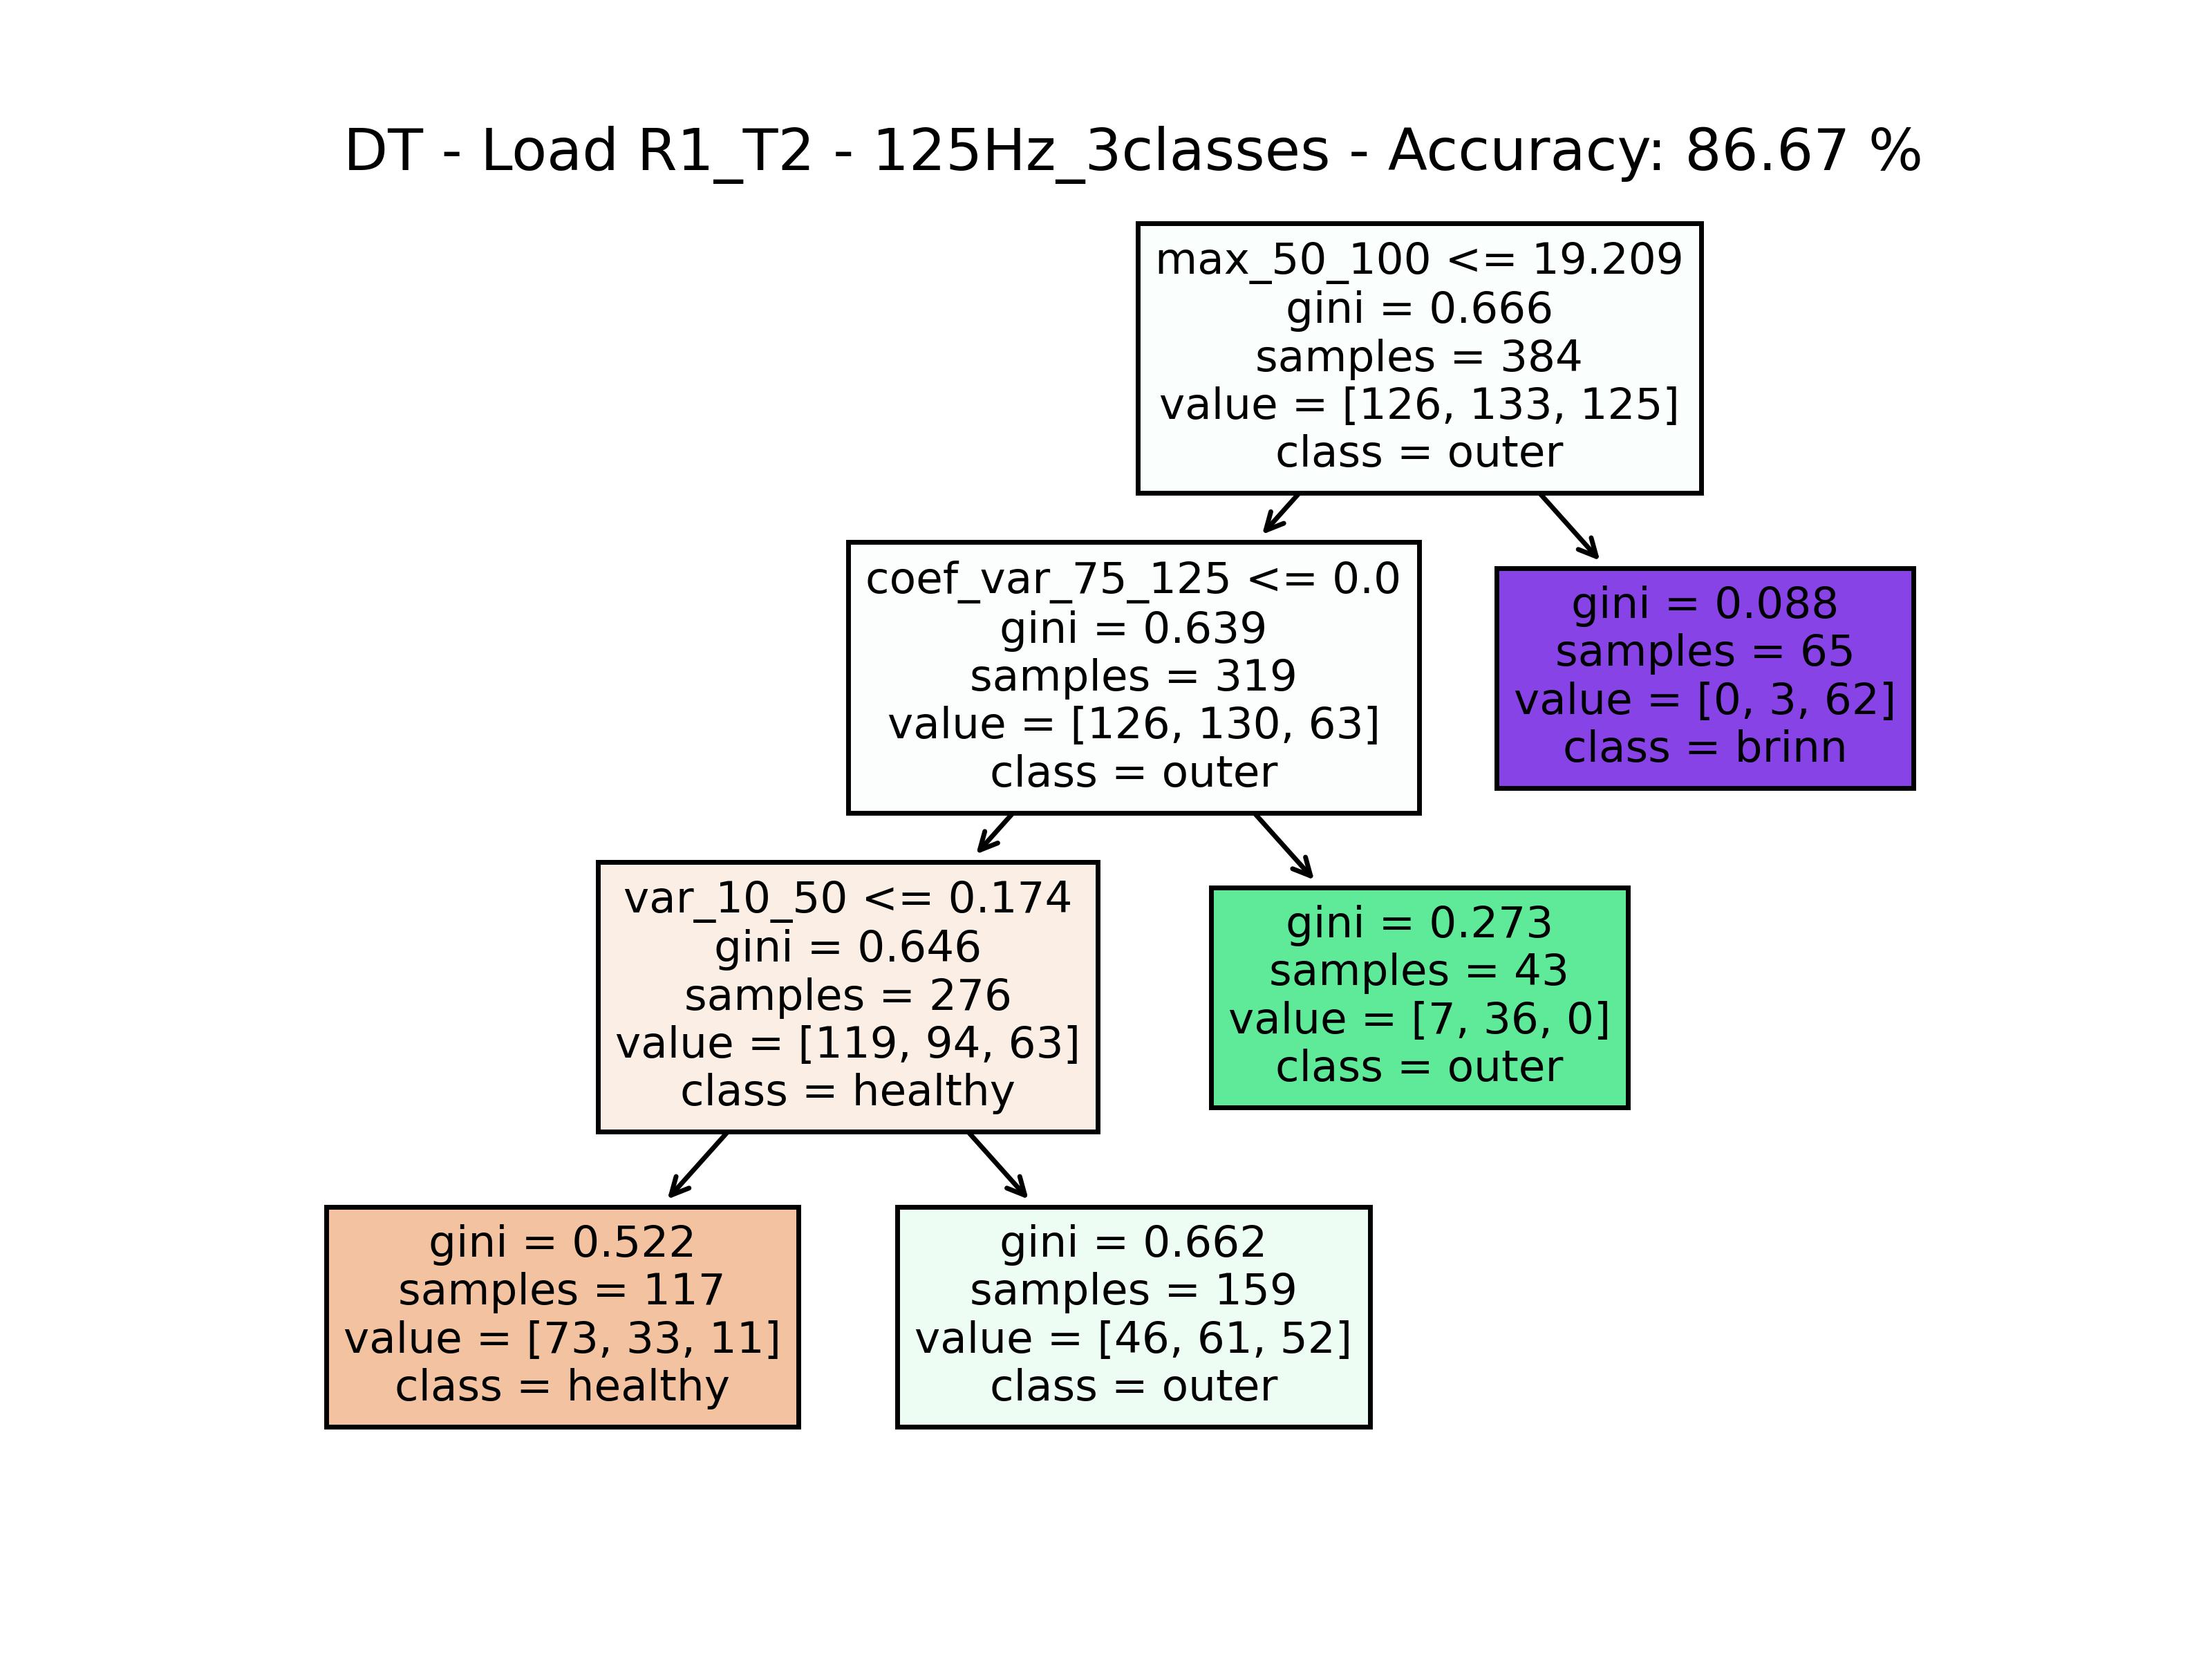 DT - Load R1_T2 - 125Hz_3classes - Accuracy: 86.67 %
max_50_100 <= 19.209
gini = 0.666
samples = 384
value = [126, 133, 125]
class = outer
coef_var_75_125 <= 0.0
gini = 0.639
samples = 319
value = [126, 130, 63]
class = outer
gini = 0.088
samples = 65
value = [0, 3, 62]
class = brinn
var_10_50 <= 0.174
gini = 0.646
samples = 276
value = [119, 94, 63]
class = healthy
gini = 0.273
samples = 43
value = [7, 36, 0]
class = outer
gini = 0.522
samples = 117
value = [73, 33, 11]
class = healthy
gini = 0.662
samples = 159
value = [46, 61, 52]
class = outer